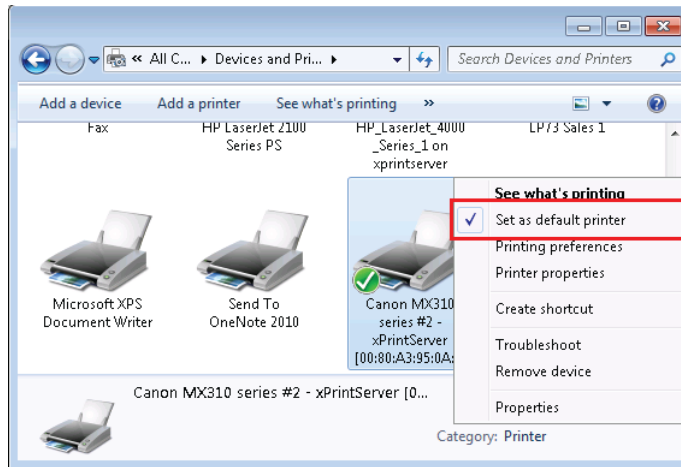 « All C... ▸ Devices and Pri... ▸
Search Devices and Printers
Add a device Add a printer See what's printing »
Fax
HP LaserJet 2100
Series PS
HP_LaserJet_4000
_Series_1 on
xprintserver
LP73 Sales 1
Microsoft XPS
Document Writer
Send To
OneNote 2010
Canon MX310
series #2 -
xPrintServer
[00:80:A3:95:0A:
See what's printing
Set as default printer
Printing preferences
Printer properties
Create shortcut
Troubleshoot
Remove device
Properties
Canon MX310 series #2 - xPrintServer [0...
Category: Printer